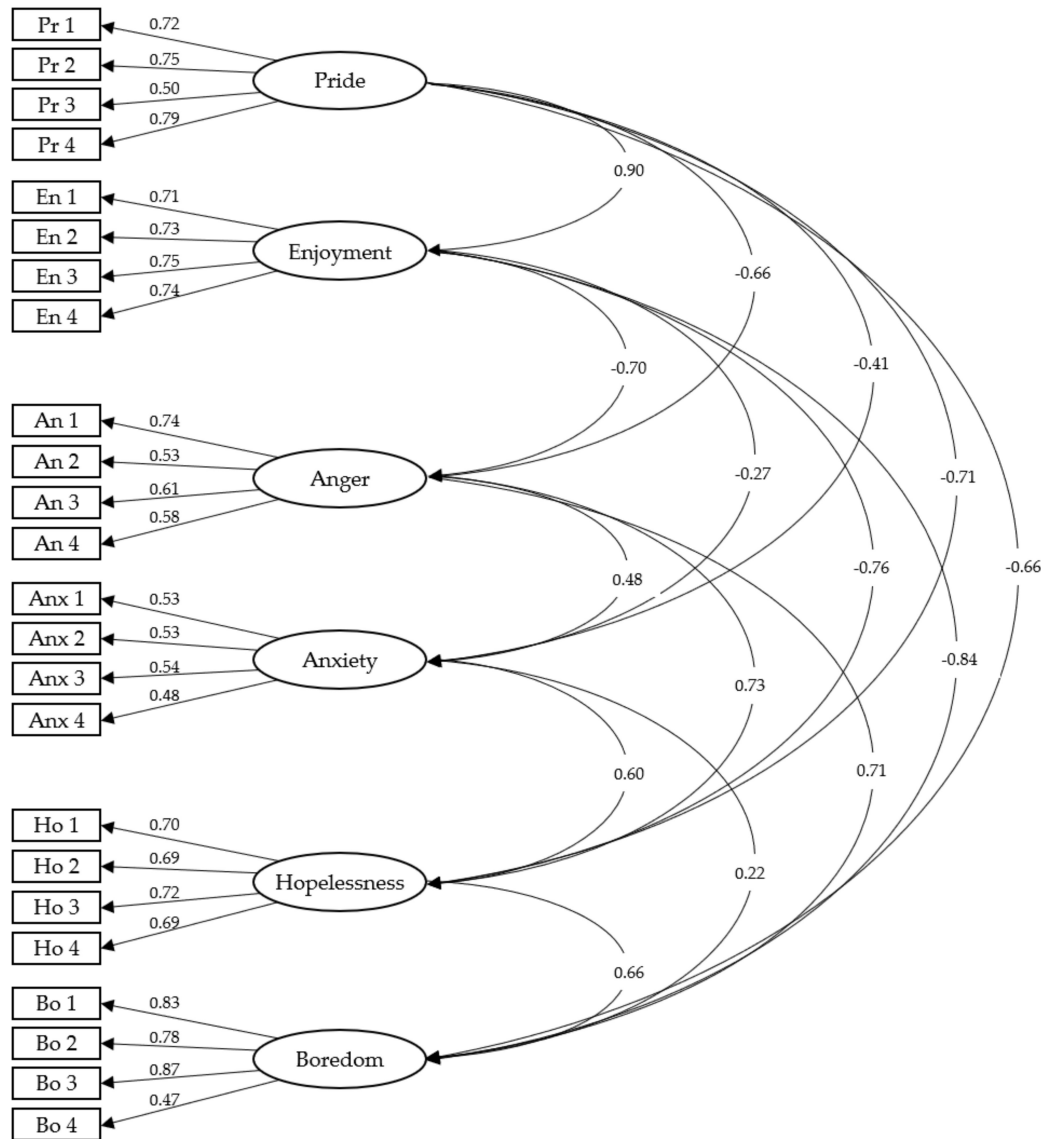 Pr 1
0.72
Pr 2
0.75
Pr 3
0.50
Pr 4
0.79
Pride
En 1
0.71
En 2
0.73
En 3
0.75
En 4
0.74
Enjoyment
An 1
0.74
An 2
0.53
An 3
0.61
An 4
0.58
Anger
Anx 1
0.53
Anx 2
0.53
Anx 3
0.54
Anx 4
0.48
Anxiety
Ho 1
0.70
Ho 2
0.69
Ho 3
0.72
Ho 4
0.69
Hopelessness
Bo 1
0.83
Bo 2
0.78
Bo 3
0.87
Bo 4
0.47
Boredom
0.90
-0.66
-0.70
-0.41
-0.27
-0.71
0.48
-0.76
-0.66
0.73
-0.84
0.60
0.71
0.22
0.66